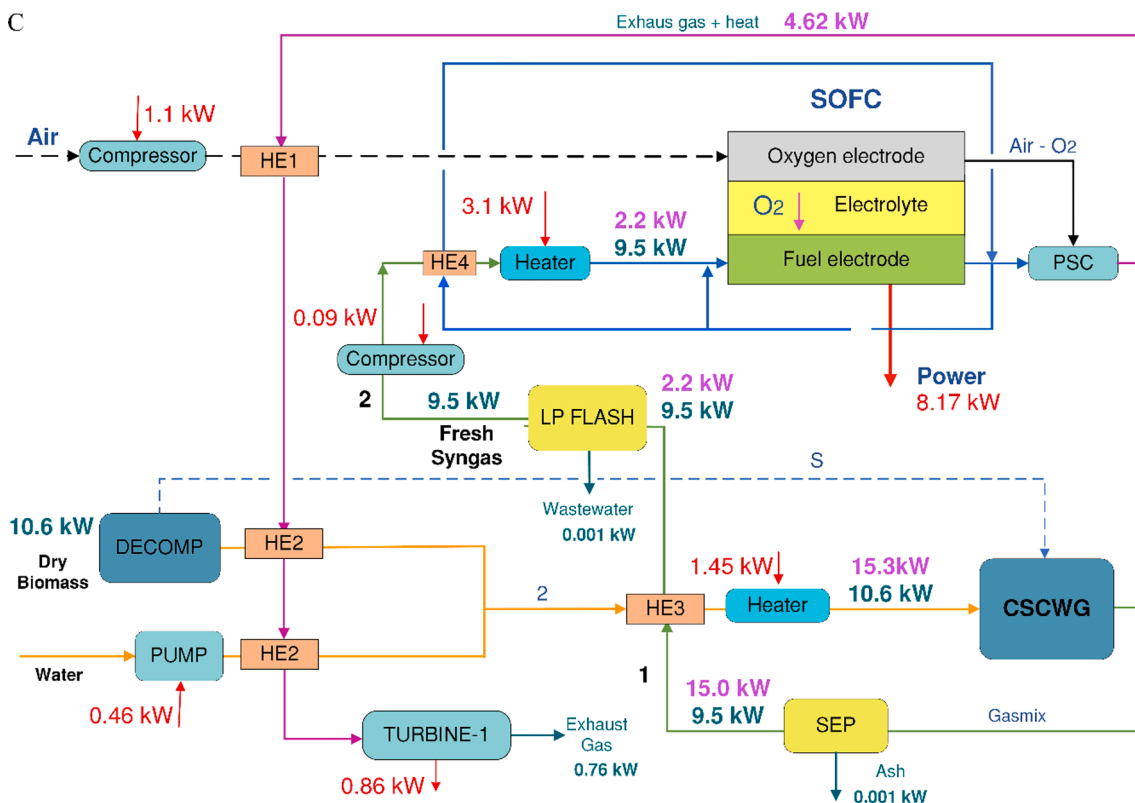 C
Exhaus gas + heat 4.62 kW
SOFC
1.1 kW
Air
Compressor
HE1
Oxygen electrode
Air - O2
3.1 kW
2.2 kW
9.5 kW
O2
Electrolyte
HE4
Heater
Fuel electrode
PSC
0.09 kW
Compressor
2
9.5 kW
Fresh
Syngas
LP FLASH
2.2 kW
9.5 kW
Power
8.17 kW
S
Wastewater
0.001 kW
10.6 kW
Dry
Biomass
DECOMP
HE2
2
HE3
1.45 kW
Heater
15.3kW
10.6 kW
CSCWG
Water
PUMP
HE2
0.46 kW
1
15.0 kW
9.5 kW
SEP
Gasmix
TURBINE-1
Exhaust
Gas
0.76 kW
0.86 kW
Ash
0.001 kW